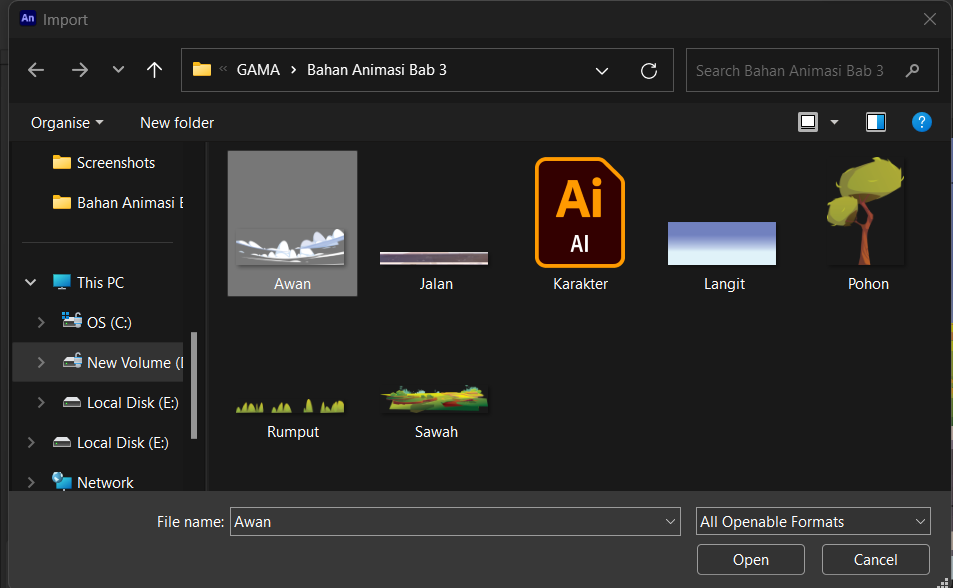 An Import
« GAMA > Bahan Animasi Bab 3
Search Bahan Animasi Bab 3
Organise
New folder
?
Screenshots
Bahan Animasi B
This PC
OS (C:)
New Volume (
Local Disk (E:)
Local Disk (E:)
Network
Awan
Jalan
Ai
AI
Karakter
Langit
Pohon
Rumput
Sawah
File name: Awan
All Openable Formats
Open
Cancel